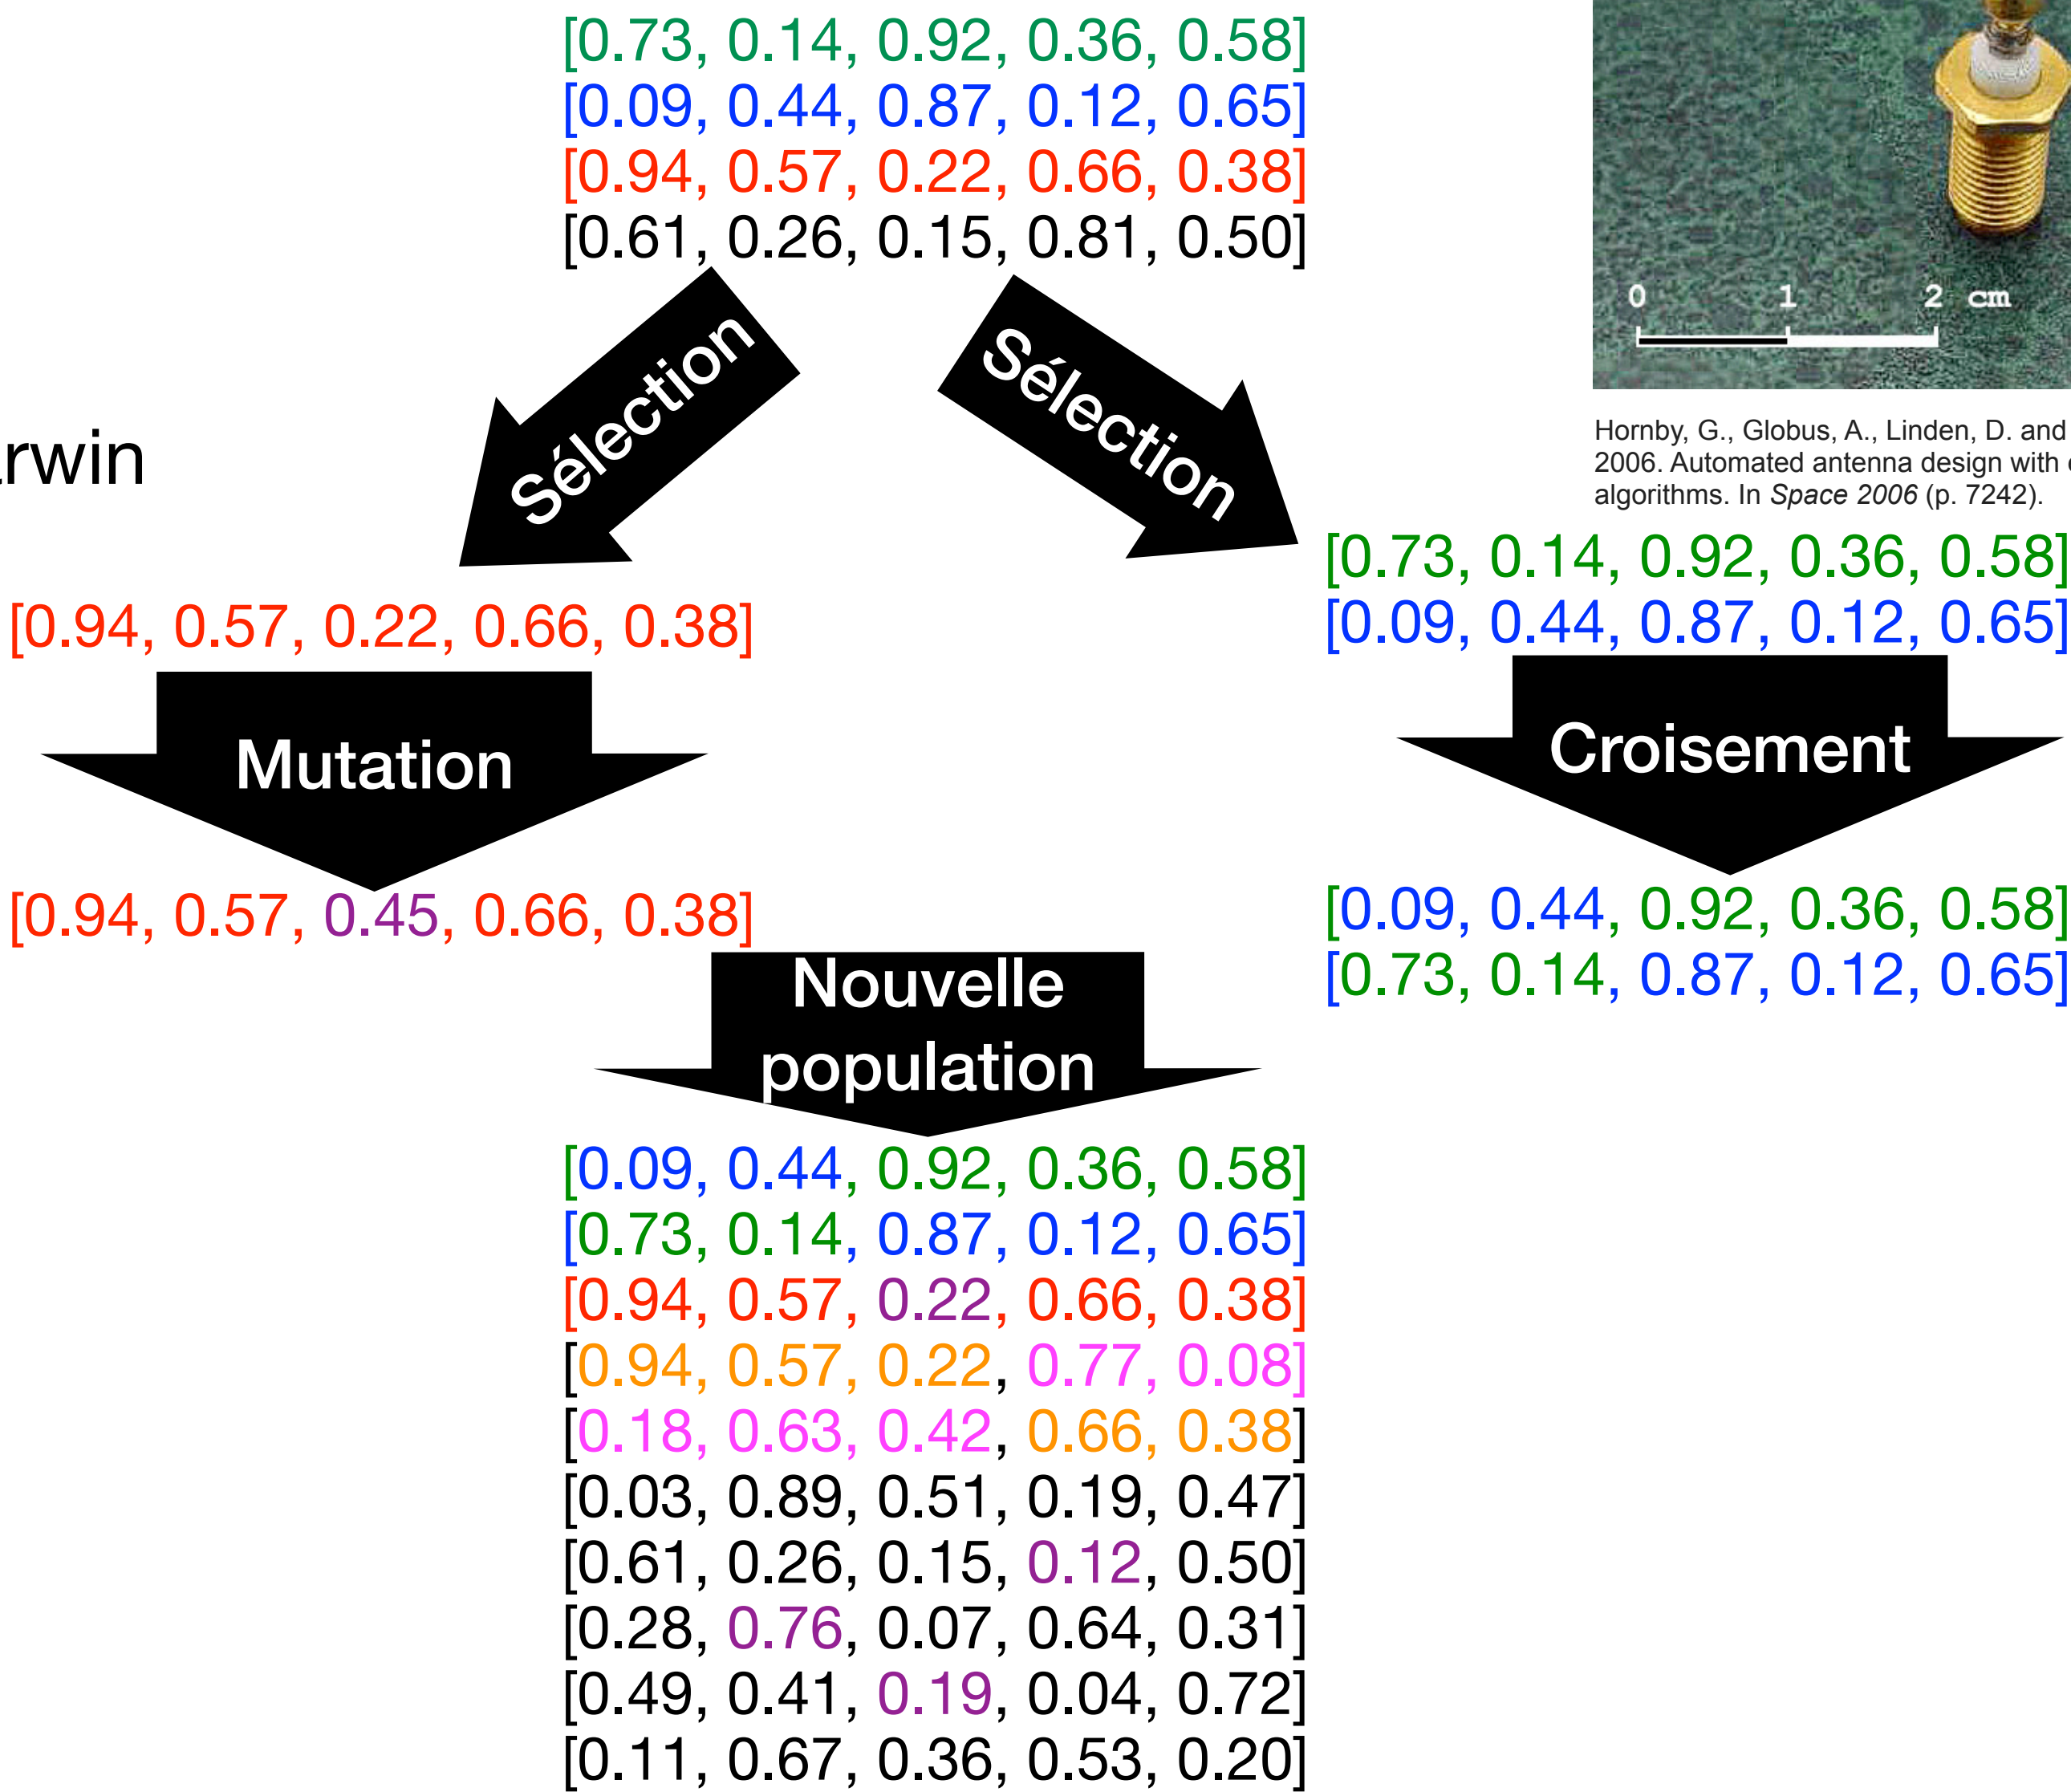 [0.73, 0.14, 0.92, 0.36, 0.58]
[0.09, 0.44, 0.87, 0.12, 0.65]
[0.94, 0.57, 0.22, 0.66, 0.38]
[0.61, 0.26, 0.15, 0.81, 0.50]
0 1 2 cm
Hornby, G., Globus, A., Linden, D. and
2006. Automated antenna design with
algorithms. In Space 2006 (p. 7242).
Sélection
Sélection
rwin
[0.94, 0.57, 0.22, 0.66, 0.38]
[0.73, 0.14, 0.92, 0.36, 0.58]
[0.09, 0.44, 0.87, 0.12, 0.65]
Mutation
Croisement
[0.94, 0.57, 0.45, 0.66, 0.38]
[0.09, 0.44, 0.92, 0.36, 0.58]
[0.73, 0.14, 0.87, 0.12, 0.65]
Nouvelle
population
[0.09, 0.44, 0.92, 0.36, 0.58]
[0.73, 0.14, 0.87, 0.12, 0.65]
[0.94, 0.57, 0.22, 0.66, 0.38]
[0.94, 0.57, 0.22, 0.77, 0.08]
[0.18, 0.63, 0.42, 0.66, 0.38]
[0.03, 0.89, 0.51, 0.19, 0.47]
[0.61, 0.26, 0.15, 0.12, 0.50]
[0.28, 0.76, 0.07, 0.64, 0.31]
[0.49, 0.41, 0.19, 0.04, 0.72]
[0.11, 0.67, 0.36, 0.53, 0.20]